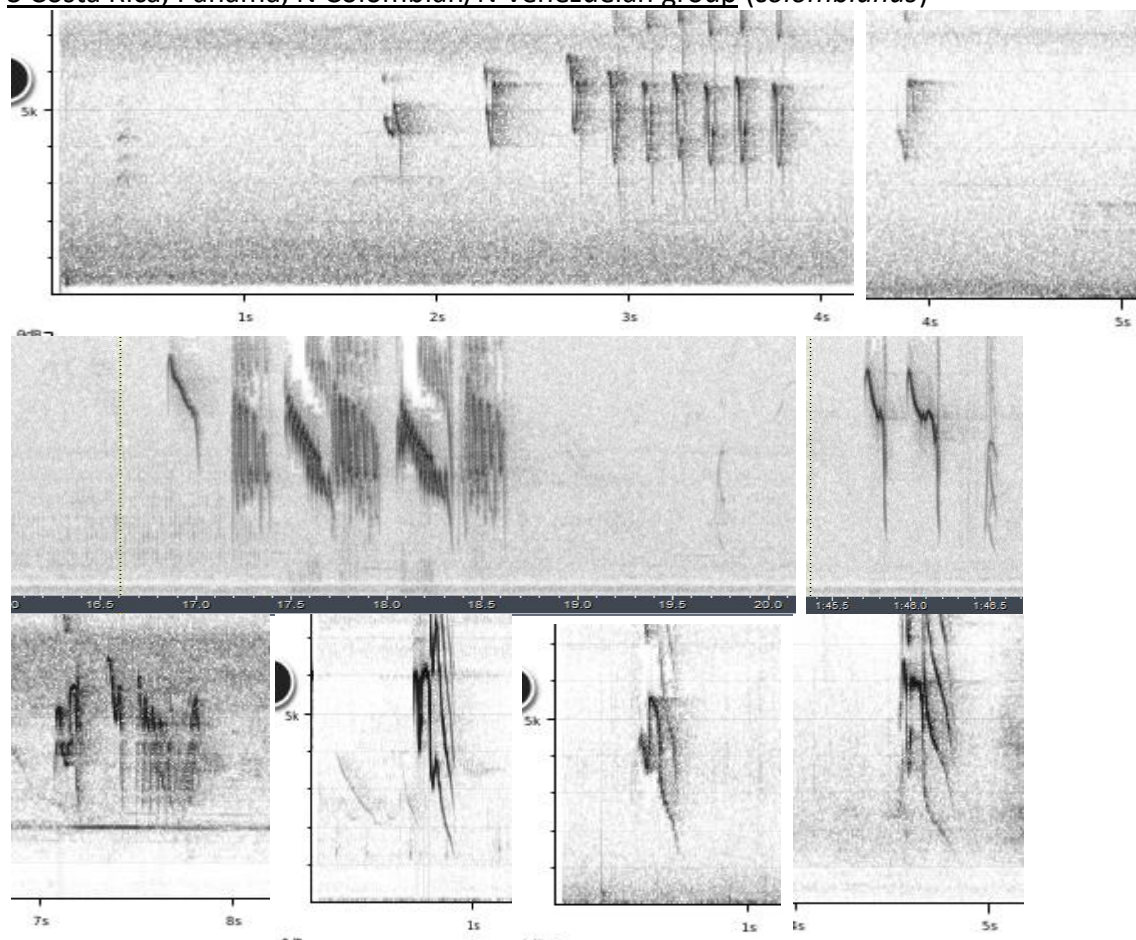 S Costa Rica, Panama, N Colombian/N Venezuelan group (colombianus)
5k
1s 2s 3s 4s 4s 5s
0dB
16.5 17.0 17.5 18.0 18.5 19.0 19.5 20.0 1:45.5 1:46.0 1:46.5
5k 5k
7s 8s 1s 1s 4s 5s